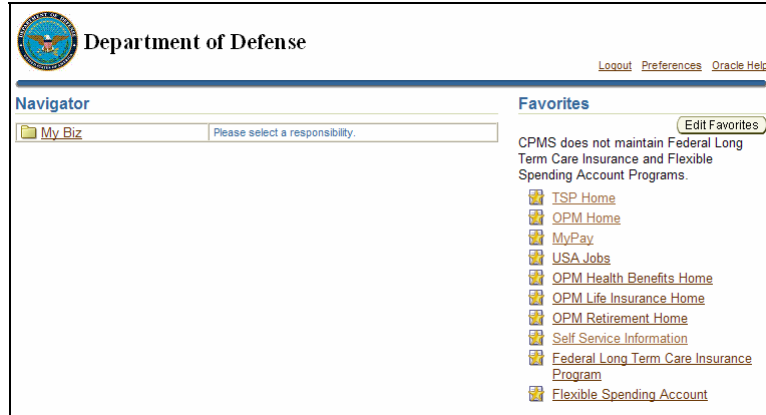 Department of Defense
Logout Preferences Oracle Help
Navigator
My Biz
Please select a responsibility.
Favorites
Edit Favorites
CPMS does not maintain Federal Long
Term Care Insurance and Flexible
Spending Account Programs.
TSP Home
OPM Home
MyPay
USA Jobs
OPM Health Benefits Home
OPM Life Insurance Home
OPM Retirement Home
Self Service Information
Federal Long Term Care Insurance
Program
Flexible Spending Account